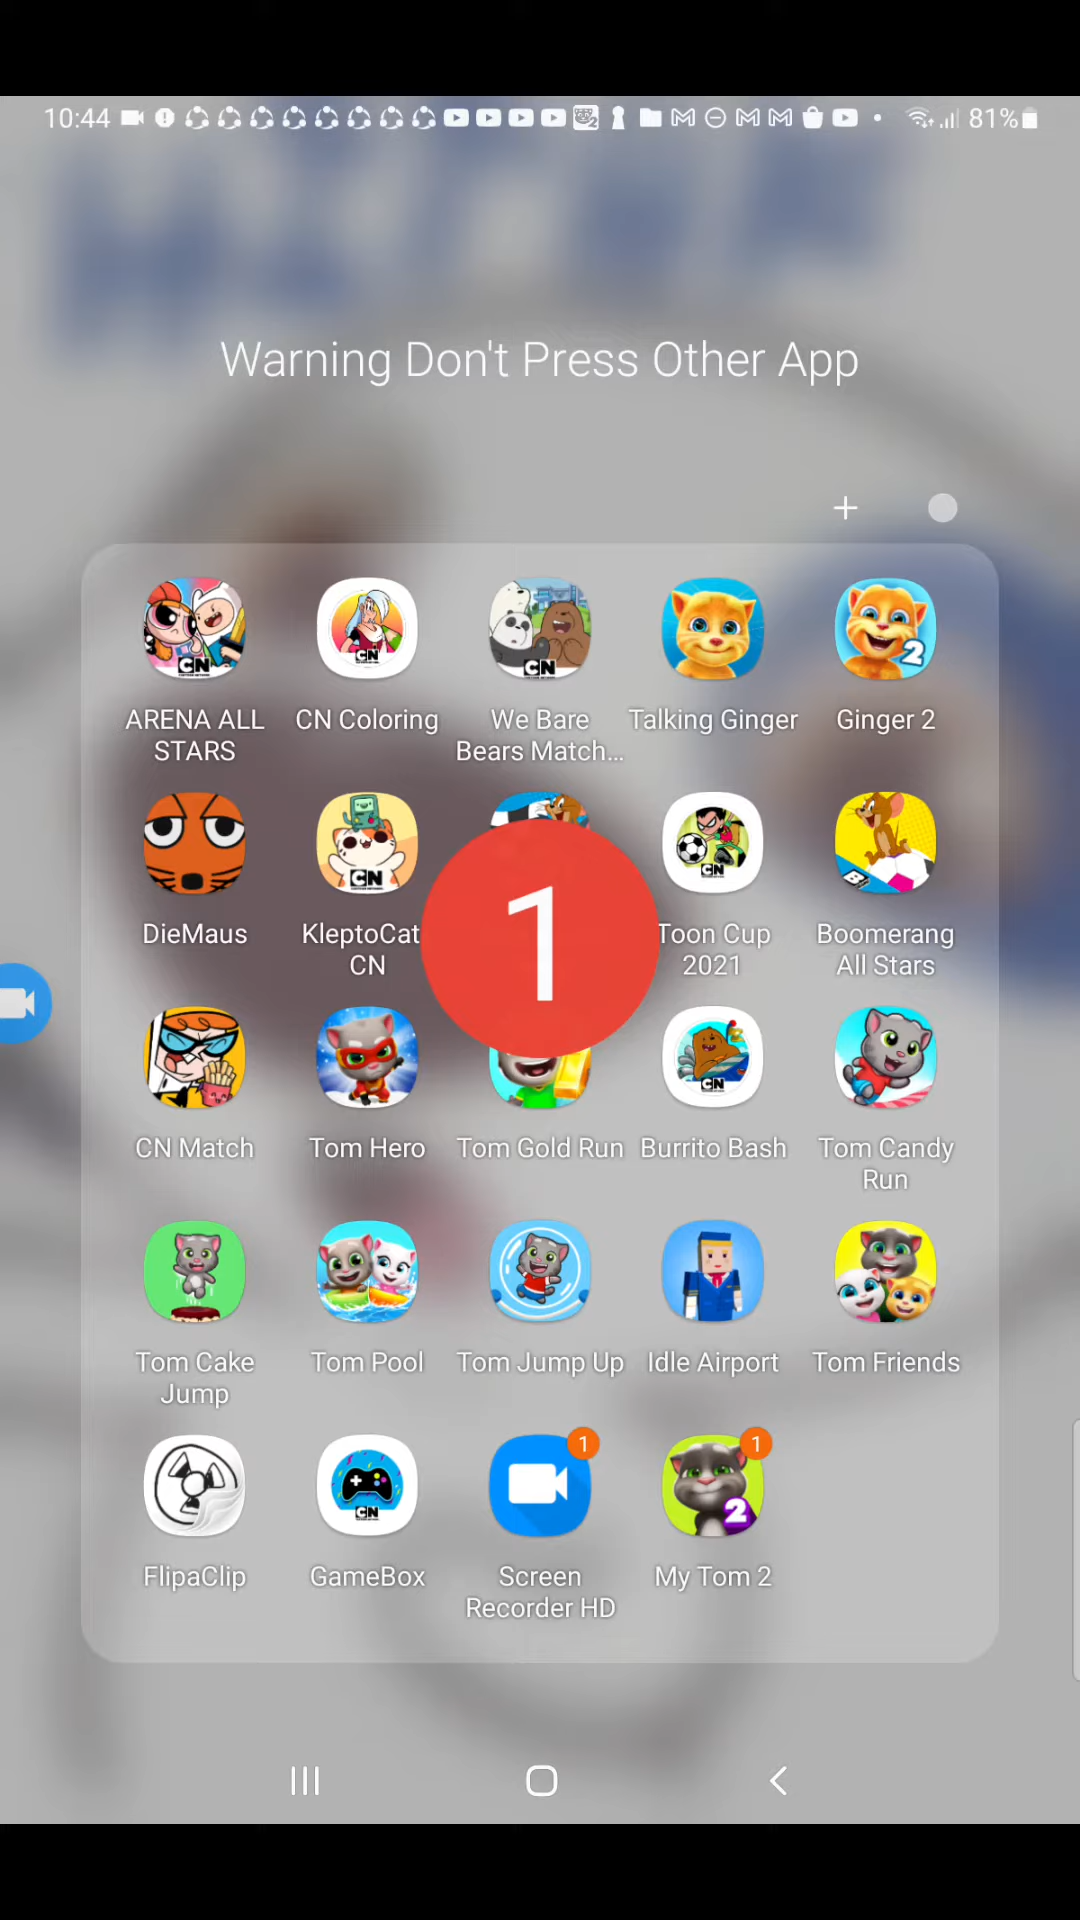 10:44
81%
Warning Don't Press Other App
ARENA ALL
STARS
CN Coloring
We Bare
Bears Match...
Talking Ginger
Ginger 2
DieMaus
KleptoCat
CN
1
Toon Cup
2021
Boomerang
All Stars
CN Match
Tom Hero
Tom Gold Run
Burrito Bash
Tom Candy
Run
Tom Cake
Jump
Tom Pool
Tom Jump Up
Idle Airport
Tom Friends
FlipaClip
GameBox
Screen
Recorder HD
1
My Tom 2
1